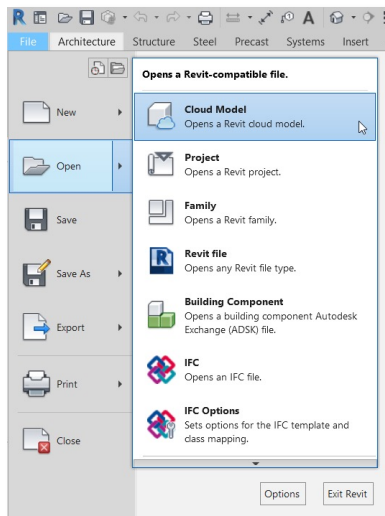 R
A
File Architecture Structure Steel Precast Systems Insert
Opens a Revit-compatible file.
New
Open
Save
Save As
Export
Print
Close
Cloud Model
Opens a Revit cloud model.
Project
Opens a Revit project.
Family
Opens a Revit family.
R
Revit file
Opens any Revit file type.
Building Component
Opens a building component Autodesk
Exchange (ADSK) file.
IFC
Opens an IFC file.
IFC Options
Sets options for the IFC template and
class mapping.
Options Exit Revit